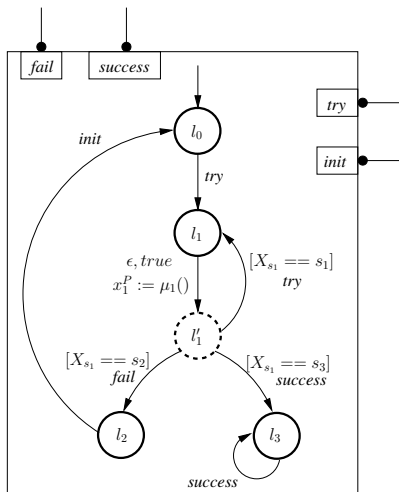 fail success
try
init
l₀
init
try
l₁
ϵ, true
x₁ᴾ := μ₁()
[Xₛ₁ == s₁]
try
l′₁
[Xₛ₁ == s₂]
fail
[Xₛ₁ == s₃]
success
l₂
l₃
success